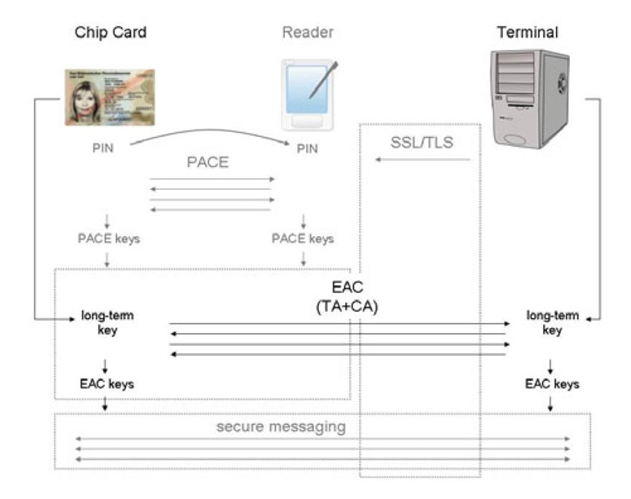 Chip Card
Reader
Terminal
PIN
PIN
SSL/TLS
PACE
PACE keys
PACE keys
EAC
(TA+CA)
long-term
key
long-term
key
EAC keys
EAC keys
secure messaging